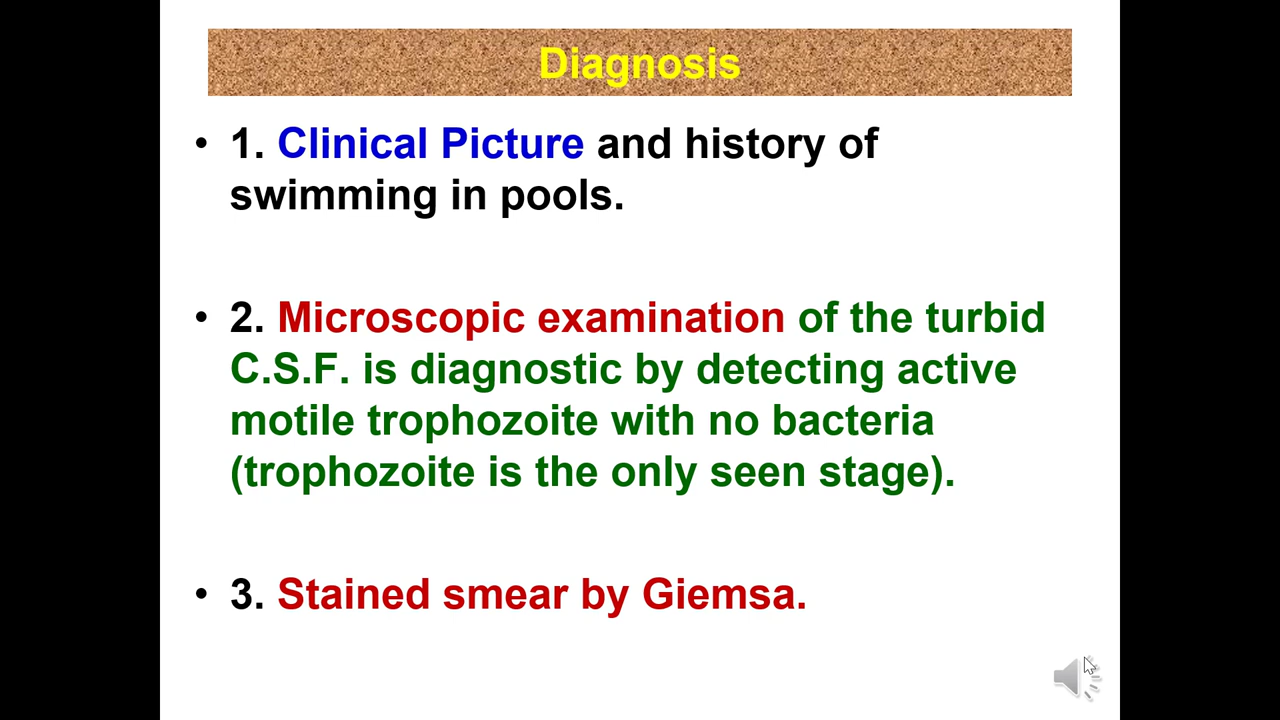 Diagnosis
• 1. Clinical Picture and history of
swimming in pools.
• 2. Microscopic examination of the turbid
C.S.F. is diagnostic by detecting active
motile trophozoite with no bacteria
(trophozoite is the only seen stage).
• 3. Stained smear by Giemsa.